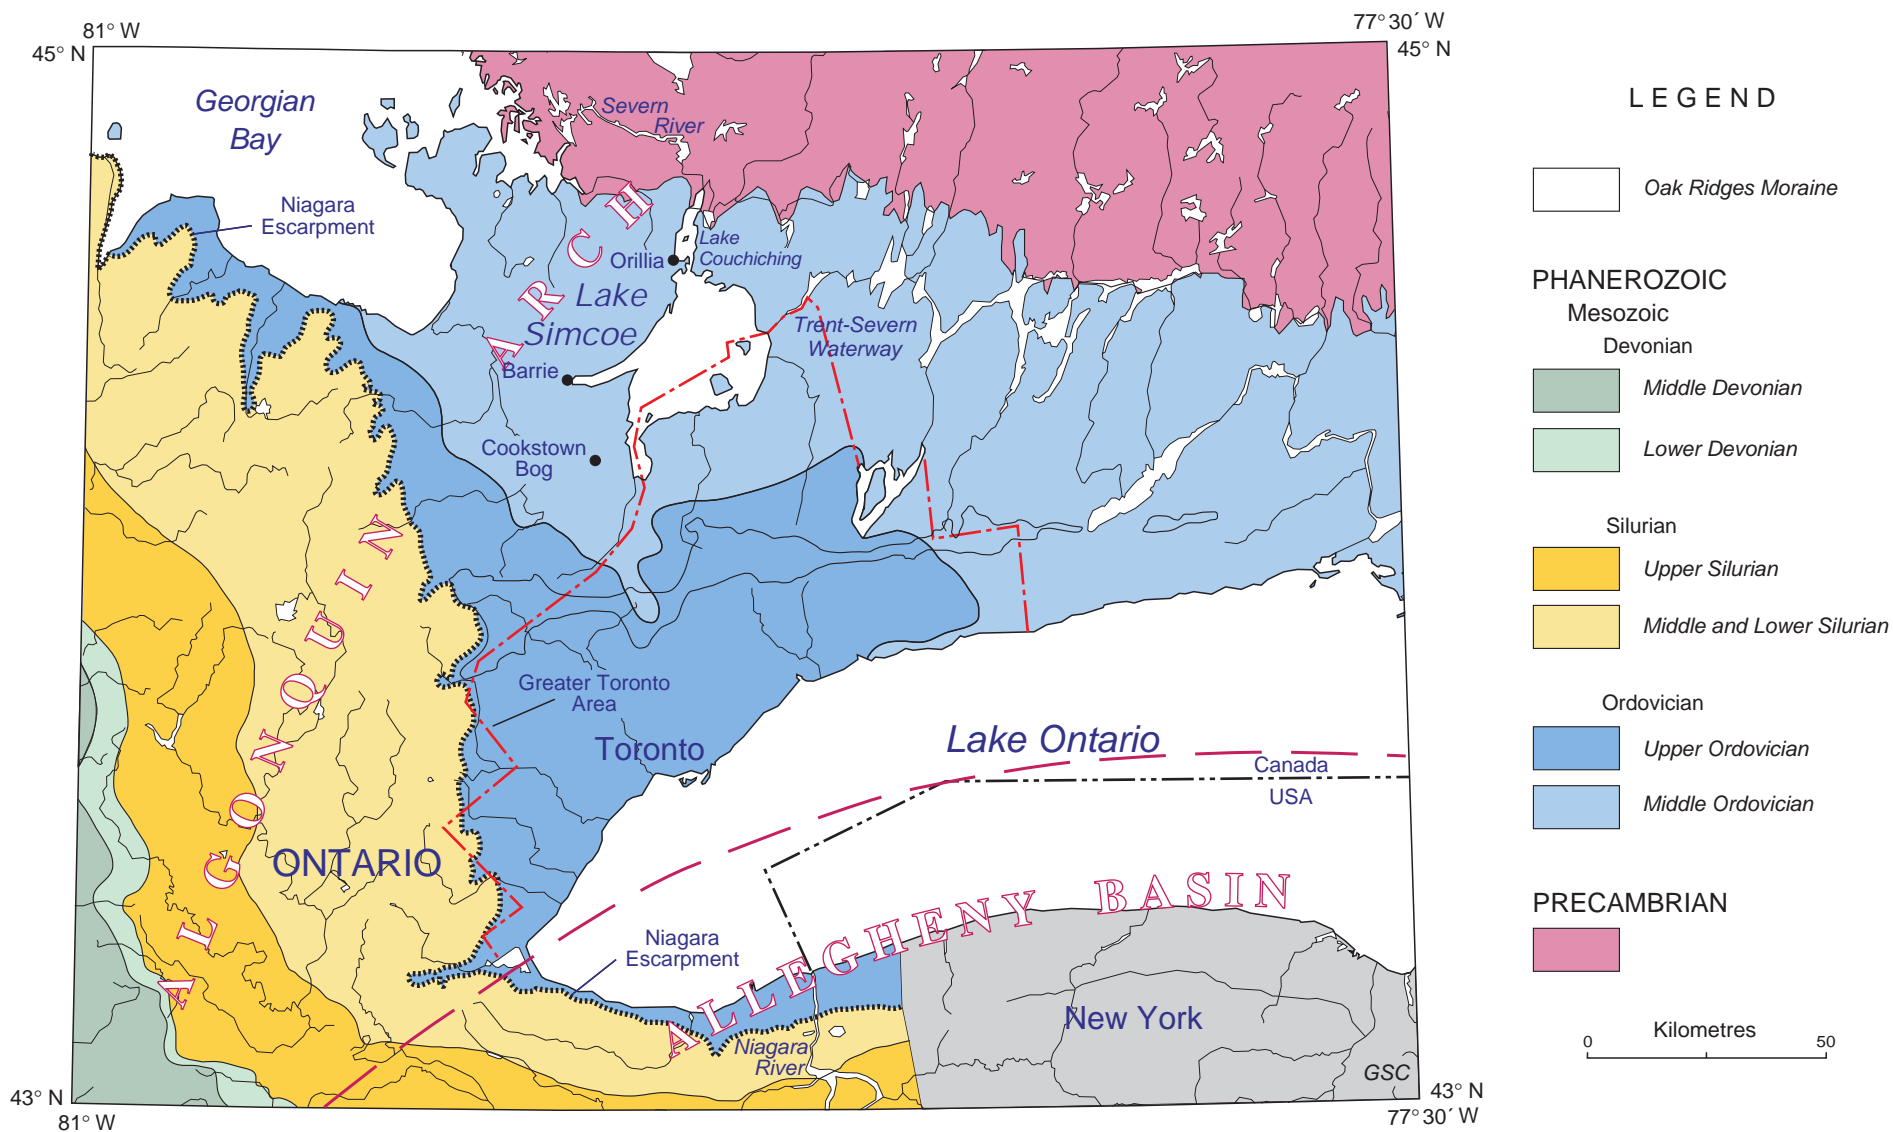 81° W
77° 30´ W
45° N
45° N
Georgian
Bay
Severn
River
Niagara
Escarpment
Orillia
Lake
Couchiching
Lake
Simcoe
Trent-Severn
Waterway
Barrie
Cookstown
Bog
ALGONQUIN ARCH
Greater Toronto
Area
Toronto
Lake Ontario
Canada
USA
ONTARIO
Niagara
Escarpment
ALLEGHENY BASIN
Niagara
River
New York
GSC
43° N
81° W
43° N
77° 30´ W
LEGEND
Oak Ridges Moraine
PHANEROZOIC
Mesozoic
Devonian
Middle Devonian
Lower Devonian
Silurian
Upper Silurian
Middle and Lower Silurian
Ordovician
Upper Ordovician
Middle Ordovician
PRECAMBRIAN
Kilometres
0 50